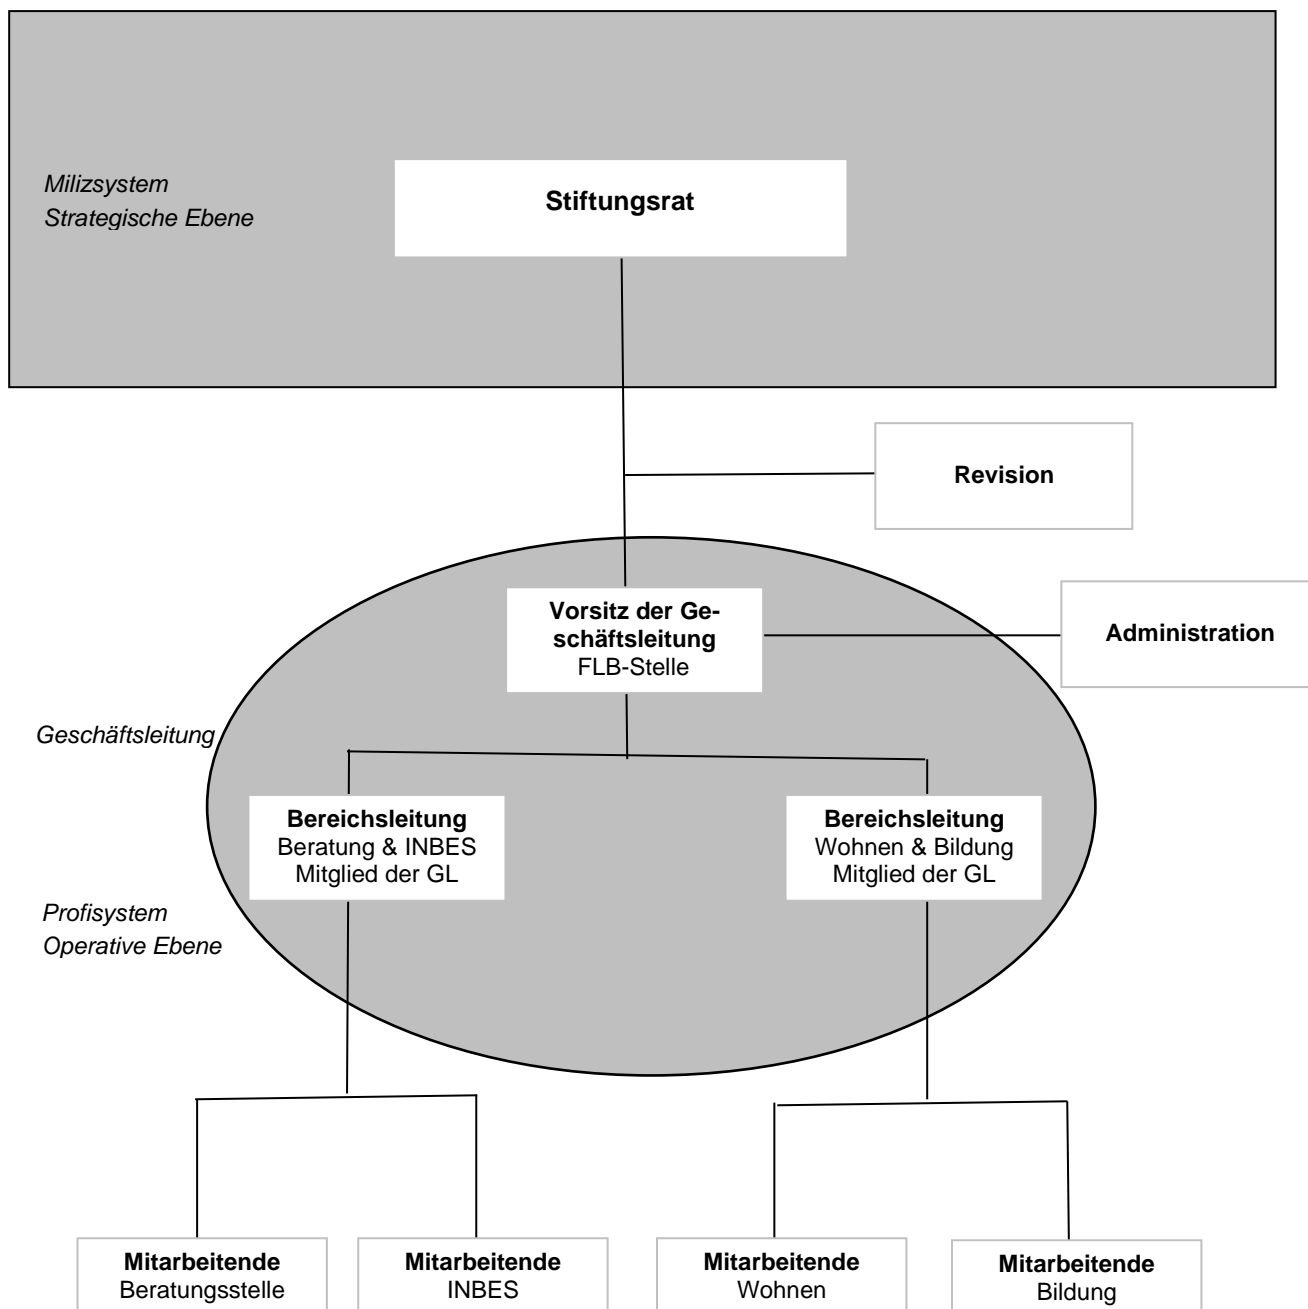 Milizsystem
Strategische Ebene
Stiftungsrat
Revision
Vorsitz der Ge-
schäftsleitung
FLB-Stelle
Administration
Geschäftsleitung
Bereichsleitung
Beratung & INBES
Mitglied der GL
Bereichsleitung
Wohnen & Bildung
Mitglied der GL
Profisystem
Operative Ebene
Mitarbeitende
Beratungsstelle
Mitarbeitende
INBES
Mitarbeitende
Wohnen
Mitarbeitende
Bildung